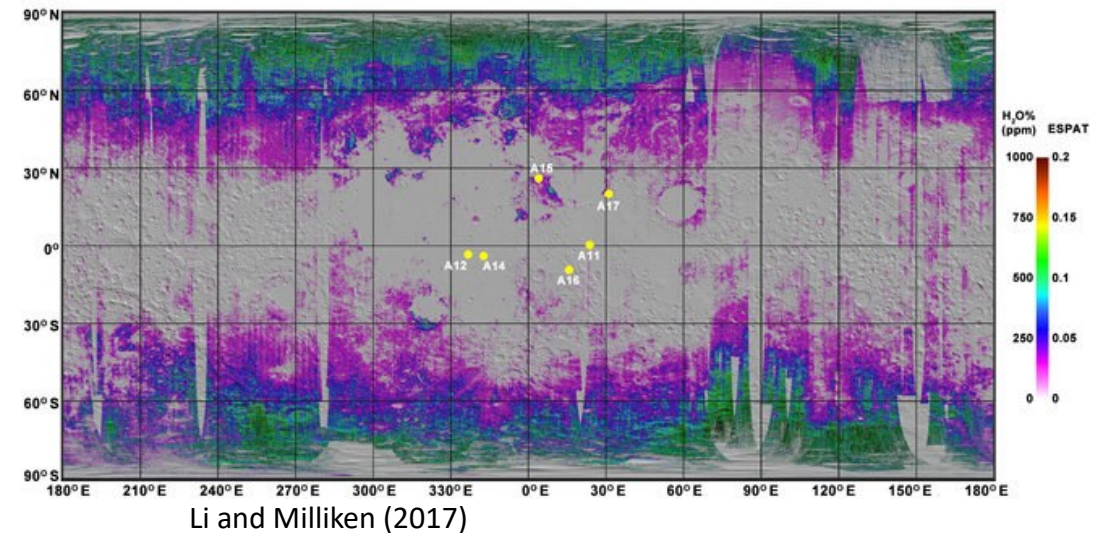 90° N
60° N
30° N
0°
30° S
60° S
90° S
180° E 210° E 240° E 270° E 300° E 330° E 0° E 30° E 60° E 90° E 120° E 150° E 180° E
A15
A17
A11
A12 A14
A16
H2O%
(ppm) ESPAT
1000 0.2
750 0.15
500 0.1
250 0.05
0 0
Li and Milliken (2017)